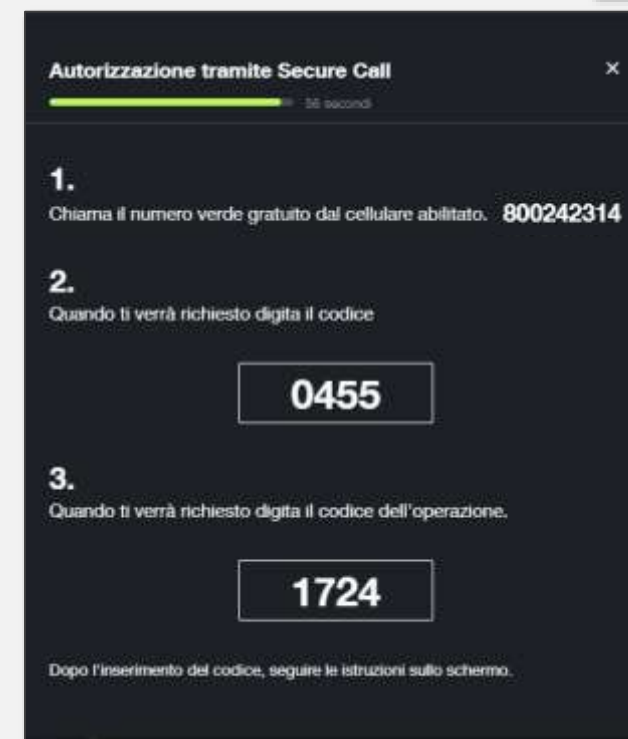 Autorizzazione tramite Secure Call ×
56 secondi
1.
Chiama il numero verde gratuito dal cellulare abilitato. 800242314
2.
Quando ti verrà richiesto digita il codice
0455
3.
Quando ti verrà richiesto digita il codice dell'operazione.
1724
Dopo l'inserimento del codice, seguire le istruzioni sullo schermo.